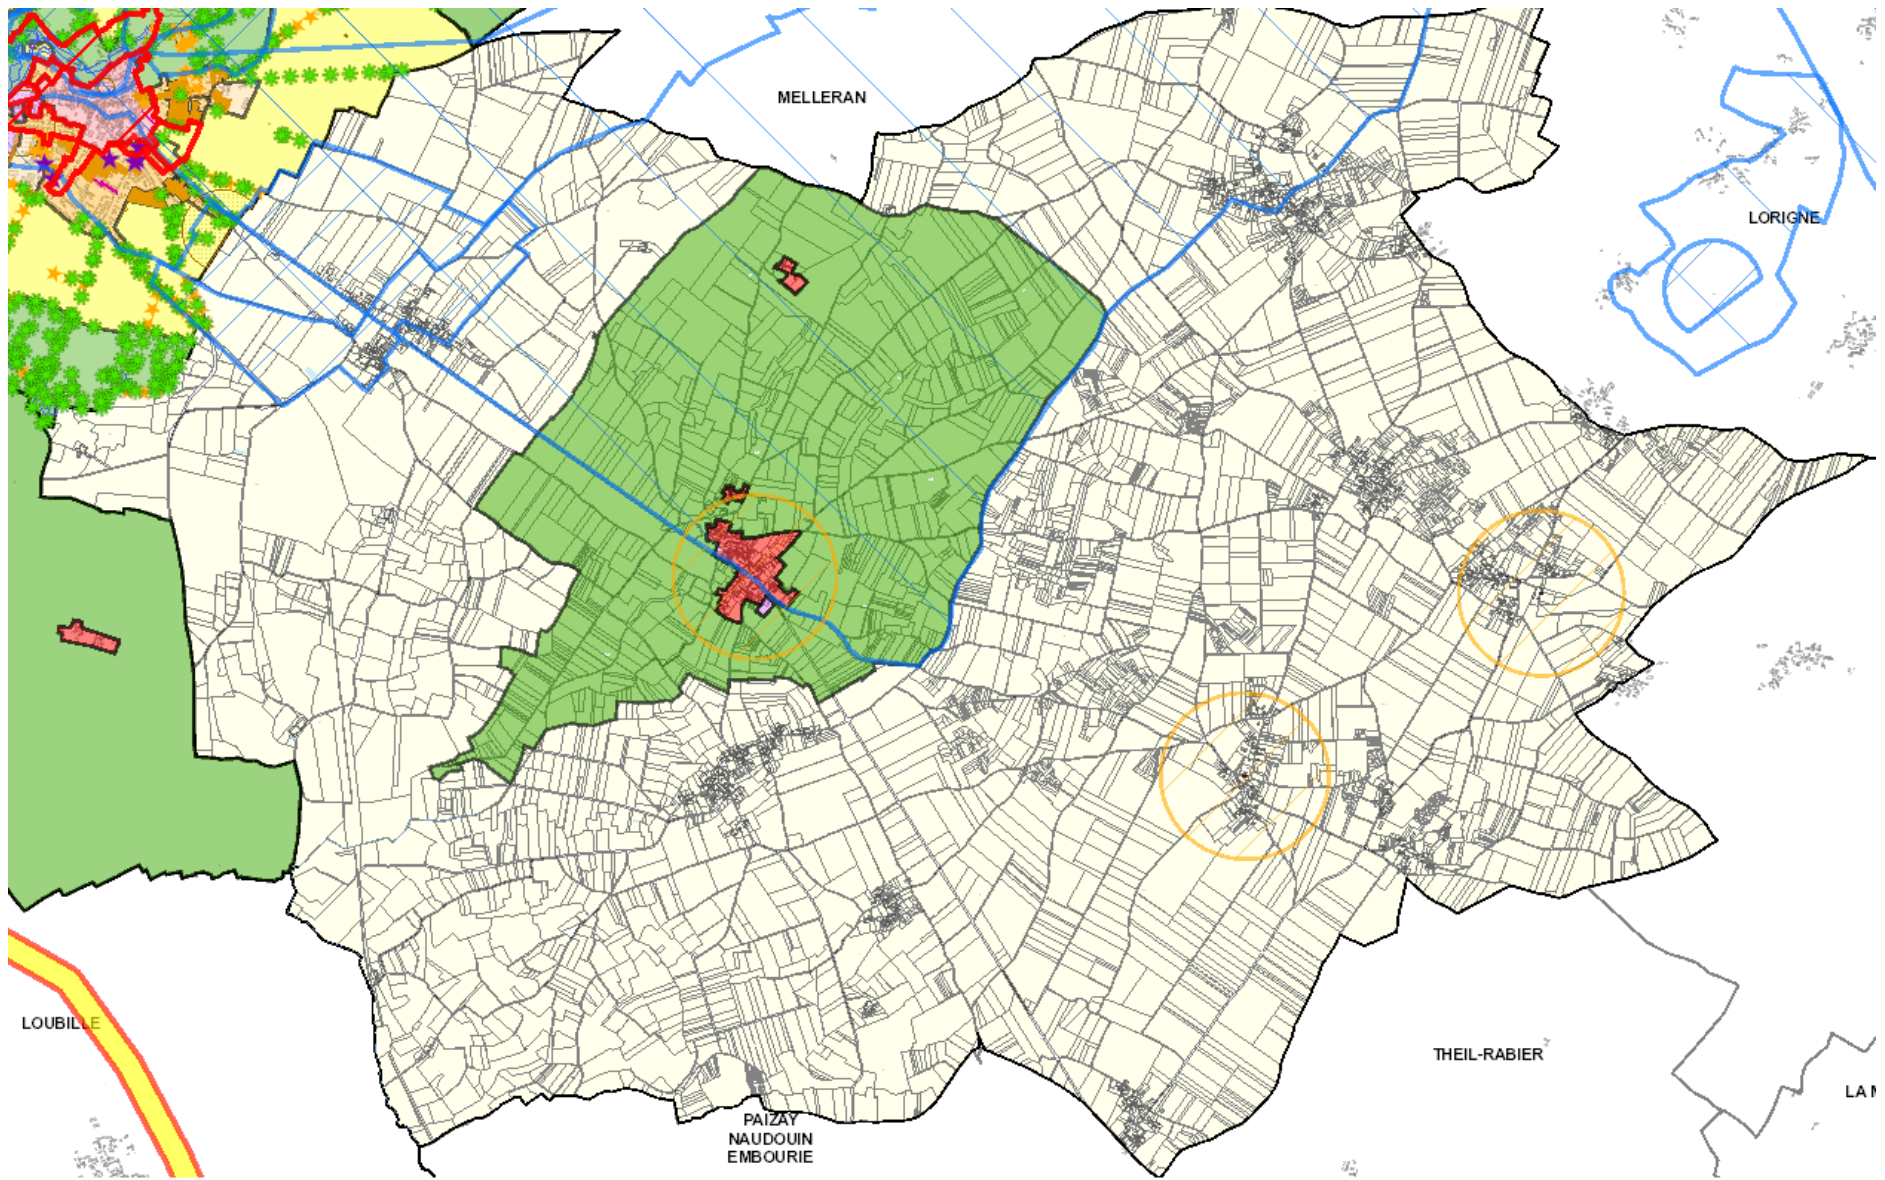 MELLERAN
LORIGNE
LOUBILLE
THEIL-RABIER
PAIZAY
NAUDOUIN
EMBOURIE